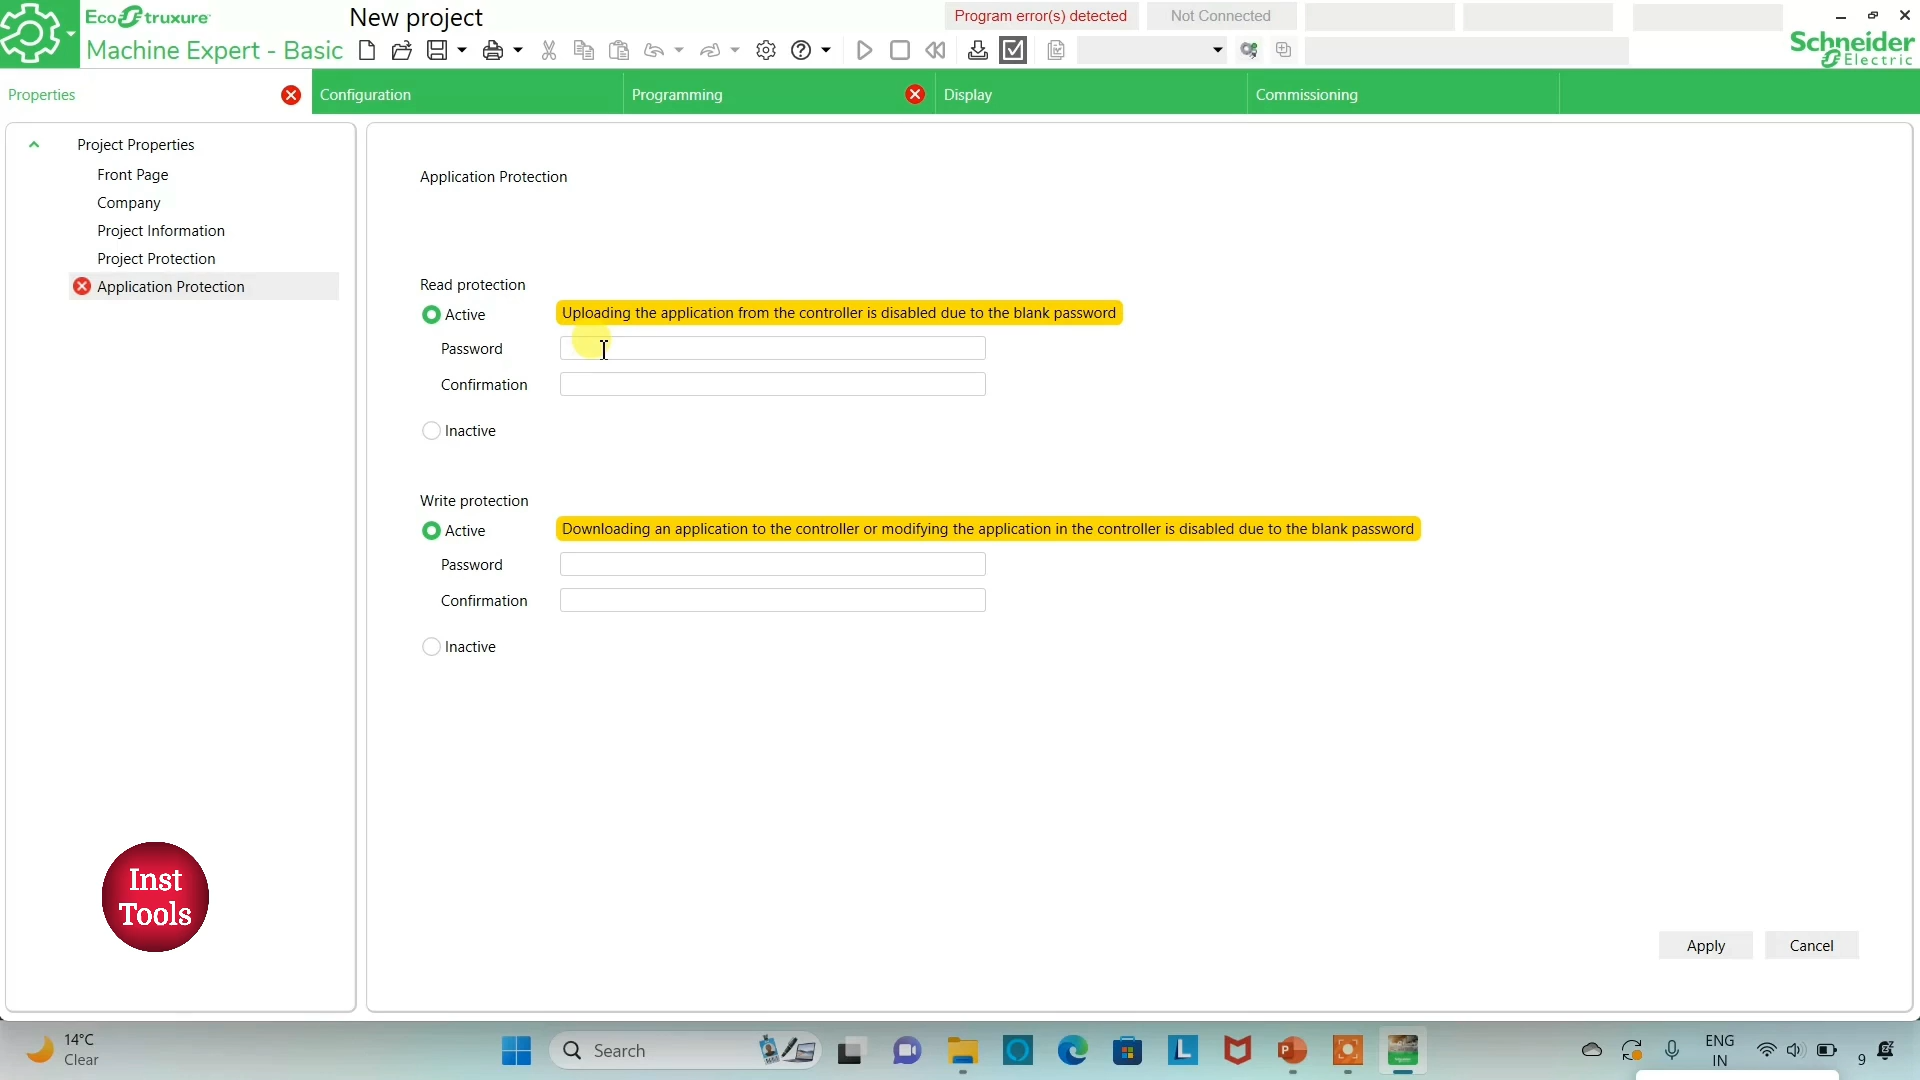 EcoStruxure
Machine Expert - Basic
New project
Program error(s) detected
Not Connected
Schneider
Electric
Properties
Configuration
Programming
Display
Commissioning
Project Properties
Front Page
Company
Project Information
Project Protection
Application Protection
Application Protection
Read protection
Active
Uploading the application from the controller is disabled due to the blank password
Password
Confirmation
Inactive
Write protection
Active
Downloading an application to the controller or modifying the application in the controller is disabled due to the blank password
Password
Confirmation
Inactive
Inst
Tools
Apply
Cancel
14°C
Clear
Search
L
P
ENG
IN
9